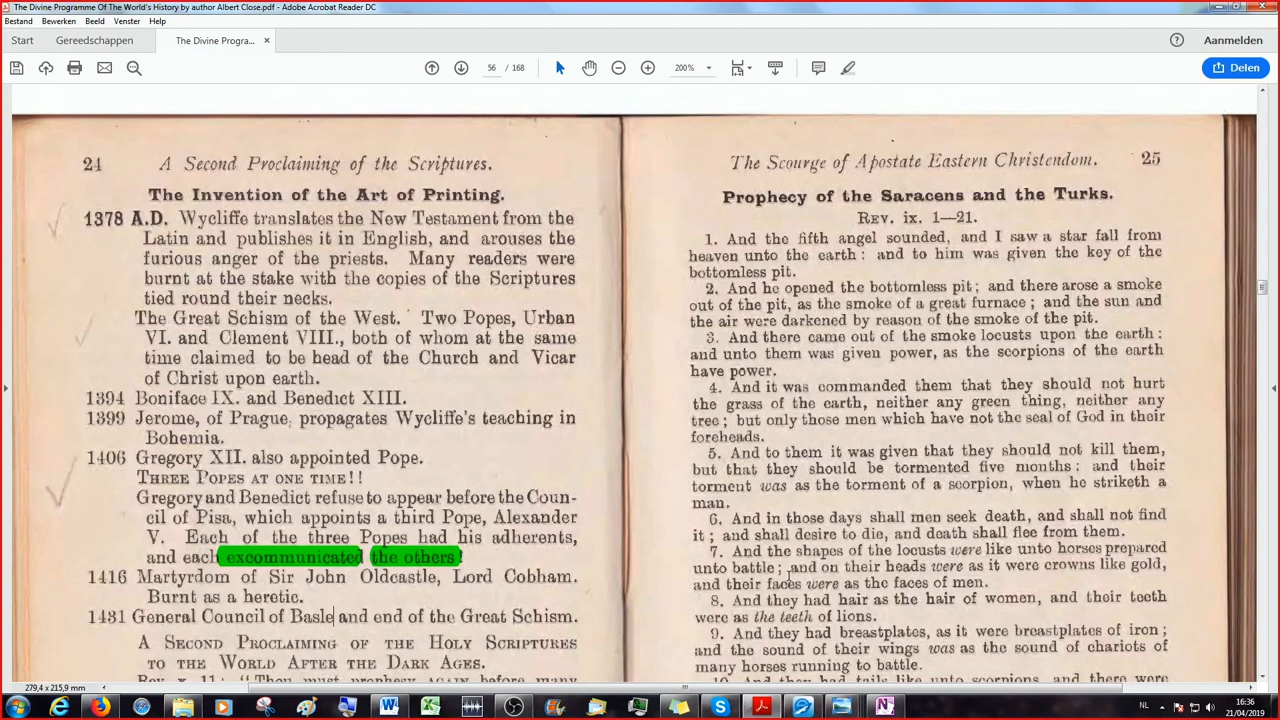 The Divine Programme Of The World's History by author Albert Close.pdf - Adobe Acrobat Reader DC
Bestand Bewerken Beeld Venster Help
Start Gereedschappen The Divine Progra... × Aanmelden
56 / 168 200% Delen
24 A Second Proclaiming of the Scriptures.
The Invention of the Art of Printing.
1378 A.D. Wycliffe translates the New Testament from the
Latin and publishes it in English, and arouses the
furious anger of the priests. Many readers were
burnt at the stake with the copies of the Scriptures
tied round their necks.
The Great Schism of the West. Two Popes, Urban
VI. and Clement VIII., both of whom at the same
time claimed to be head of the Church and Vicar
of Christ upon earth.
1394 Boniface IX. and Benedict XIII.
1399 Jerome, of Prague, propagates Wycliffe's teaching in
Bohemia.
1406 Gregory XII. also appointed Pope.
THREE POPES AT ONE TIME!!
Gregory and Benedict refuse to appear before the Coun-
cil of Pisa, which appoints a third Pope, Alexander
V. Each of the three Popes had his adherents,
and each excommunicated the others!
1416 Martyrdom of Sir John Oldcastle, Lord Cobham.
Burnt as a heretic.
1431 General Council of Basle and end of the Great Schism.
A SECOND PROCLAIMING OF THE HOLY SCRIPTURES
TO THE WORLD AFTER THE DARK AGES.
Rev. x. 11: "Thou must prophesy AGAIN before many
The Scourge of Apostate Eastern Christendom. 25
Prophecy of the Saracens and the Turks.
REV. ix. 1—21.
1. And the fifth angel sounded, and I saw a star fall from
heaven unto the earth: and to him was given the key of the
bottomless pit.
2. And he opened the bottomless pit; and there arose a smoke
out of the pit, as the smoke of a great furnace; and the sun and
the air were darkened by reason of the smoke of the pit.
3. And there came out of the smoke locusts upon the earth:
and unto them was given power, as the scorpions of the earth
have power.
4. And it was commanded them that they should not hurt
the grass of the earth, neither any green thing, neither any
tree; but only those men which have not the seal of God in their
foreheads.
5. And to them it was given that they should not kill them,
but that they should be tormented five months: and their
torment was as the torment of a scorpion, when he striketh a
man.
6. And in those days shall men seek death, and shall not find
it; and shall desire to die, and death shall flee from them.
7. And the shapes of the locusts were like unto horses prepared
unto battle; and on their heads were as it were crowns like gold,
and their faces were as the faces of men.
8. And they had hair as the hair of women, and their teeth
were as the teeth of lions.
9. And they had breastplates, as it were breastplates of iron;
and the sound of their wings was as the sound of chariots of
many horses running to battle.
10. And they had tails like unto scorpions, and there were
279,4 x 215,9 mm
16:36
21/04/2019